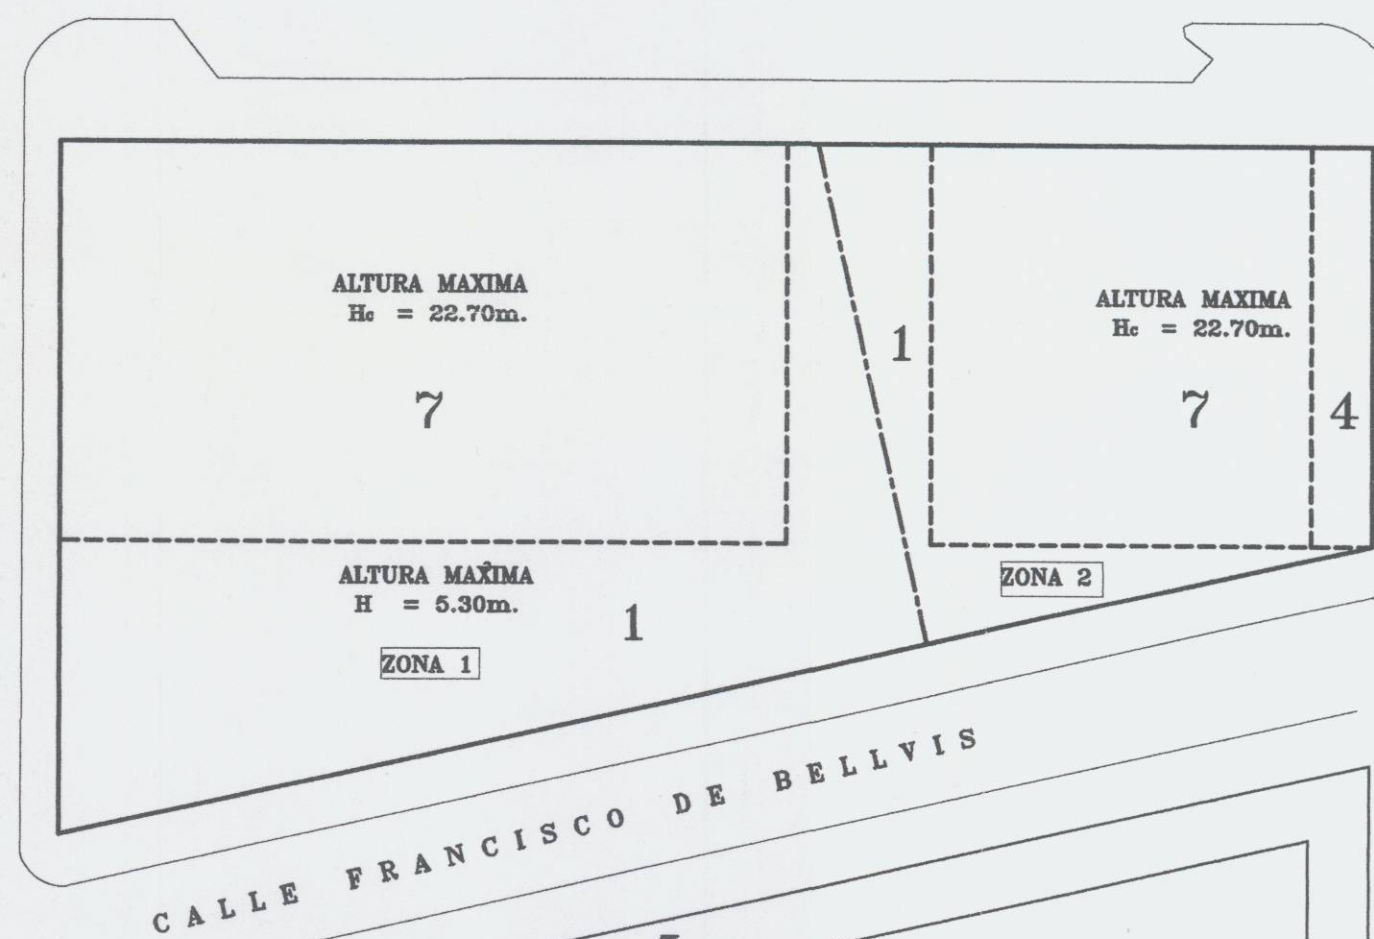 ALTURA MAXIMA
Hc = 22.70m.
7
1
ALTURA MAXIMA
Hc = 22.70m.
7
4
ALTURA MAXIMA
H = 5.30m.
1
ZONA 1
ZONA 2
CALLE FRANCISCO DE BELLVIS